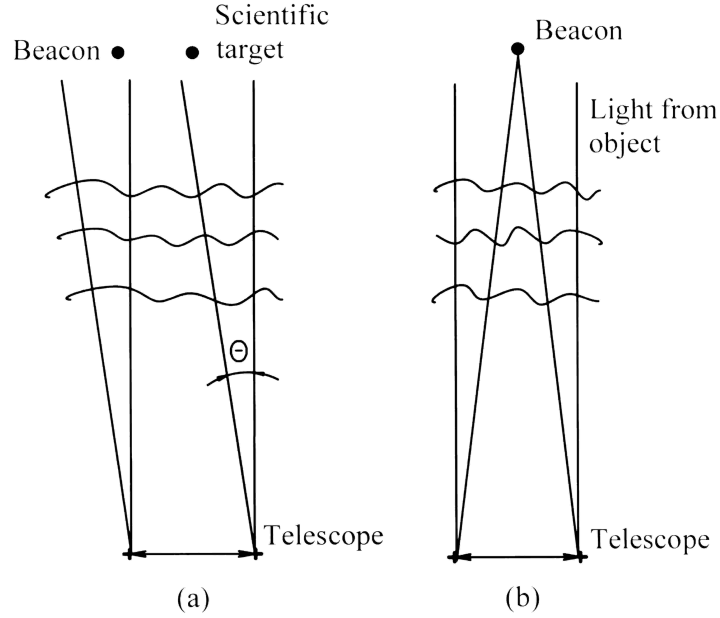 Scientific
target
Beacon
Θ
Telescope
(a)
Beacon
Light from
object
Telescope
(b)